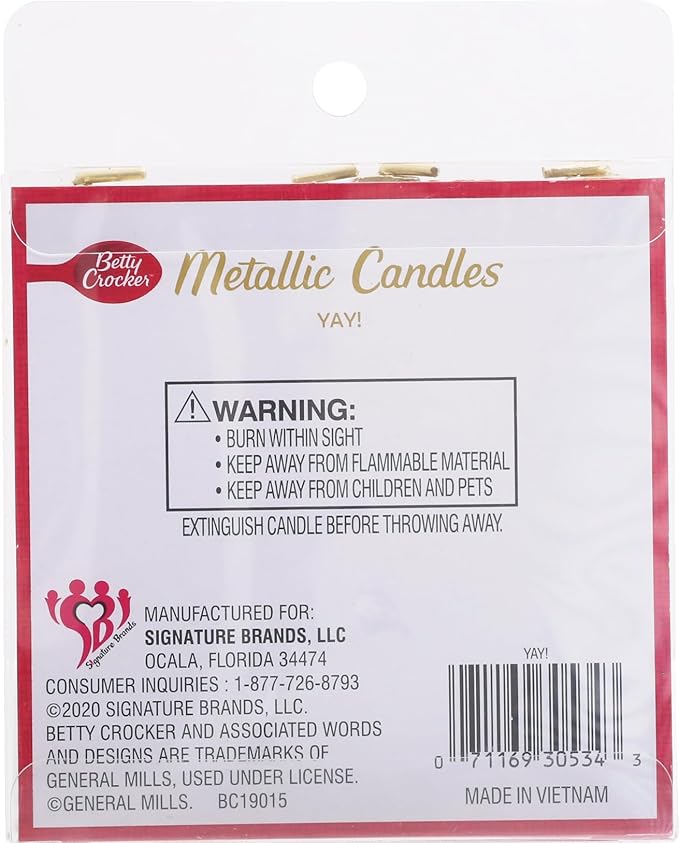 Betty
Crocker™
Metallic Candles
YAY!
⚠WARNING:
• BURN WITHIN SIGHT
• KEEP AWAY FROM FLAMMABLE MATERIAL
• KEEP AWAY FROM CHILDREN AND PETS
EXTINGUISH CANDLE BEFORE THROWING AWAY.
SB
Signature Brands
MANUFACTURED FOR:
SIGNATURE BRANDS, LLC
OCALA, FLORIDA 34474
CONSUMER INQUIRIES : 1-877-726-8793
©2020 SIGNATURE BRANDS, LLC.
BETTY CROCKER AND ASSOCIATED WORDS
AND DESIGNS ARE TRADEMARKS OF
GENERAL MILLS, USED UNDER LICENSE.
©GENERAL MILLS. BC19015
YAY!
0 71169 30534 3
MADE IN VIETNAM